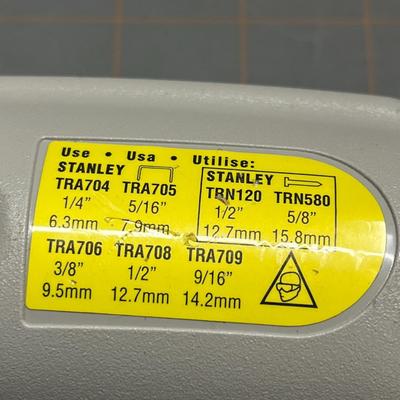 Use • Usa • Utilise:
STANLEY
TRA704 TRA705
1/4" 5/16"
6.3mm 7.9mm
STANLEY
TRN120 TRN580
1/2" 5/8"
12.7mm 15.8mm
TRA706 TRA708 TRA709
3/8" 1/2" 9/16"
9.5mm 12.7mm 14.2mm